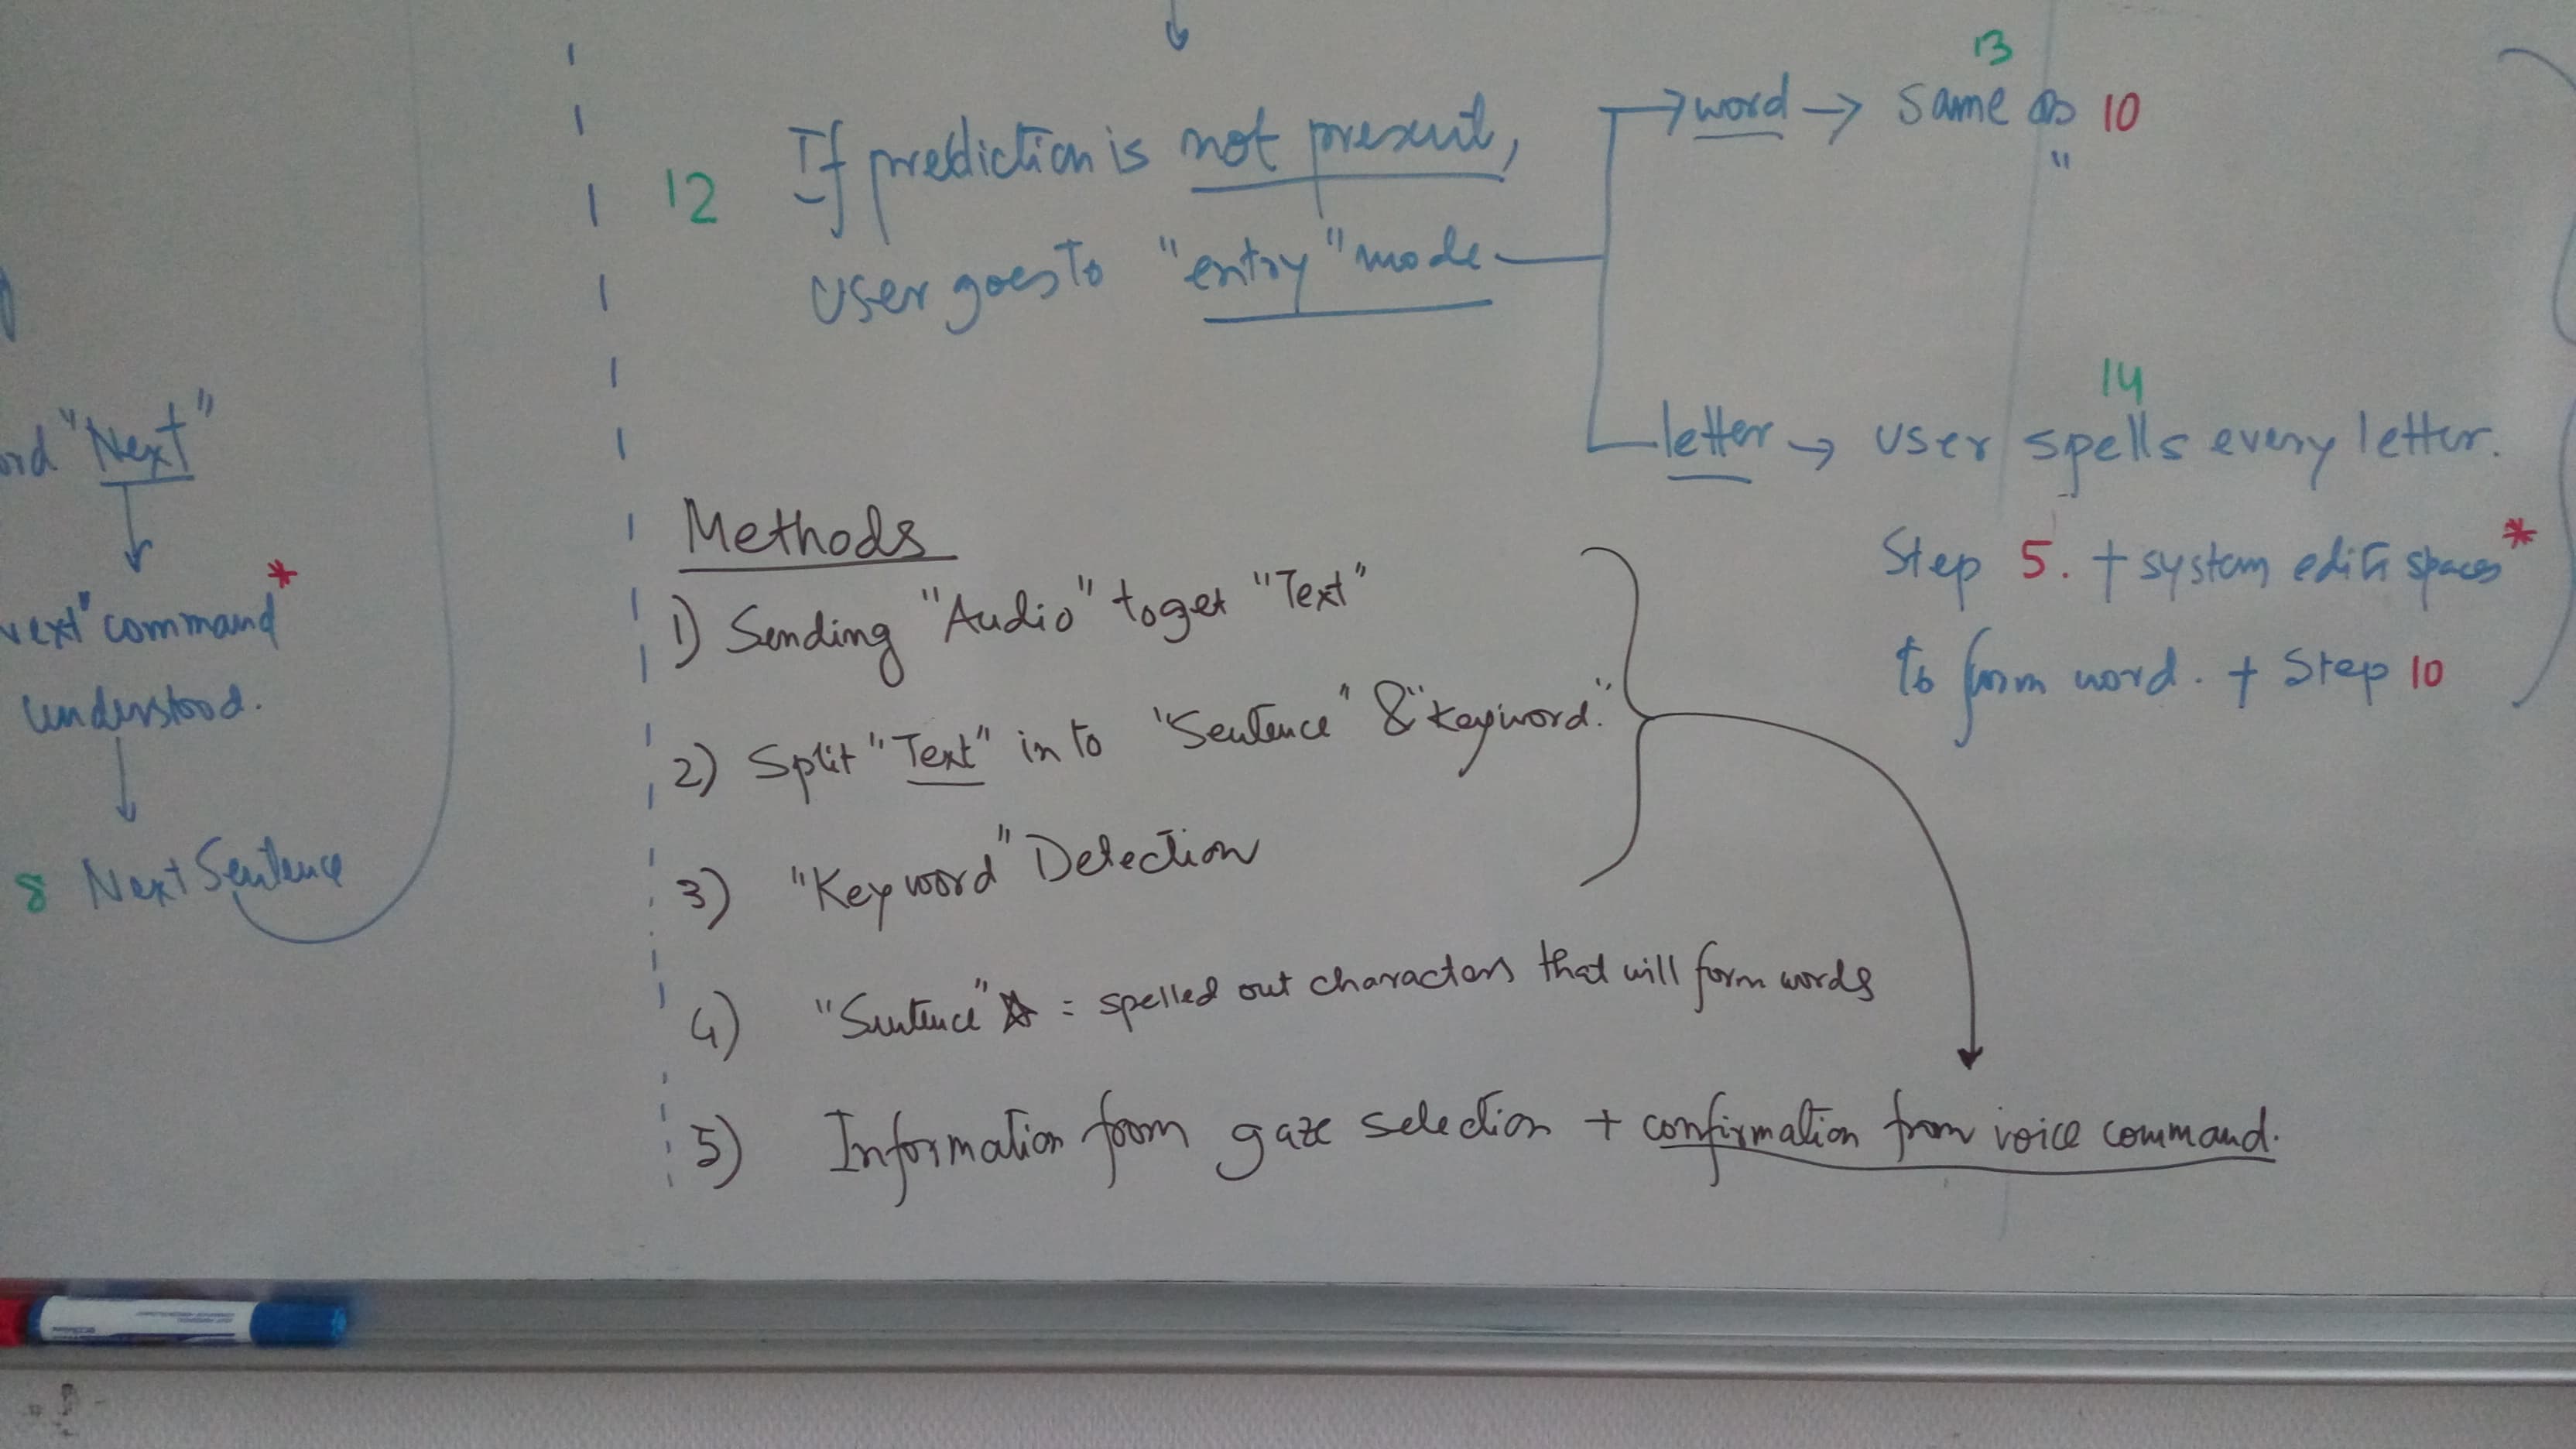 "Next"
Next" command *
understood.
8 Next Sentence
12 If prediction is not present,
user goes to "entry" mode
13
word → same as 10
"
14
letter → user spells every letter.
Step 5. + system edits spaces *
to form word. + Step 10
Methods
1) Sending "Audio" to get "Text"
2) Split "Text" in to "Sentence" & "Keyword."
3) "Keyword" Detection
4) "Sentence" = spelled out characters that will form words
5) Information from gaze selection + confirmation from voice command.